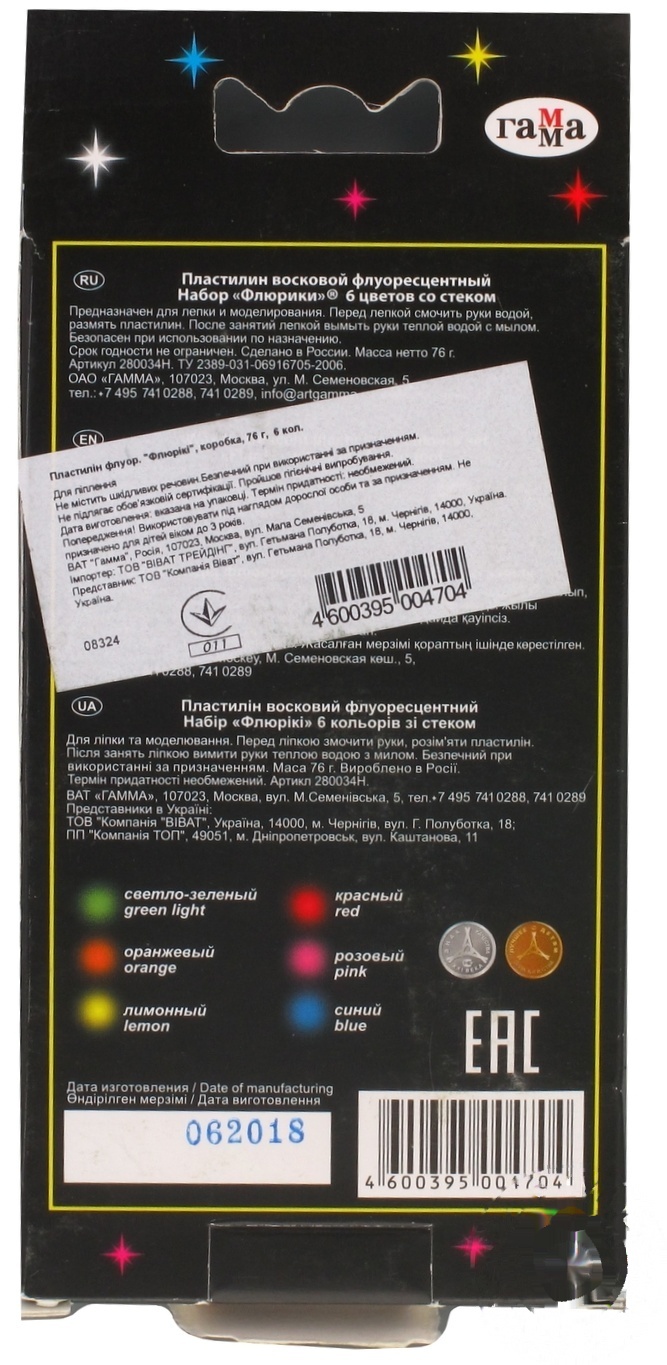 гамма
RU
Пластилин восковой флуоресцентный
Набор «Флюрики»® 6 цветов со стеком
Предназначен для лепки и моделирования. Перед лепкой смочить руки водой,
размять пластилин. После занятий лепкой вымыть руки теплой водой с мылом.
Безопасен при использовании по назначению.
Срок годности не ограничен. Сделано в России. Масса нетто 76 г.
Артикул 280034Н. ТУ 2389-031-06916705-2006.
ОАО «ГАММА», 107023, Москва, ул. М. Семеновская, 5
тел.:+7 495 741 0288, 741 0289, info@artgamma
EN
Пластилін флуор. "Флюрікі", коробка, 76 г, 6 кол.
Для ліплення
Не містить шкідливих речовин.Безпечний при використанні за призначенням.
Не підлягає обов'язковій сертифікації. Пройшов гігієнічні випробування.
Дата виготовлення: вказана на упаковці. Термін придатності: необмежений.
Попередження! Використовувати під наглядом дорослої особи та за призначенням. Не
призначено для дітей віком до 3 років.
ВАТ "Гамма", Росія, 107023, Москва, вул. Мала Семенівська, 5
Імпортер: ТОВ "ВІВАТ ТРЕЙДІНГ", вул. Гетьмана Полуботка, 18, м. Чернігів, 14000, Україна.
Представник: ТОВ "Компанія Віват", вул. Гетьмана Полуботка, 18, м. Чернігів, 14000,
Україна.
08324
011
4 600395 004704
жылы
қауіпсіз.
Жасалған мерзімі қораптың ішінде көрестілген.
М. Семеновская көш., 5,
0288, 741 0289
UA
Пластилін восковий флуоресцентний
Набір «Флюрікі» 6 кольорів зі стеком
Для ліпки та моделювання. Перед ліпкою змочити руки, розім'яти пластилін.
Після занять ліпкою вимити руки теплою водою з милом. Безпечний при
використанні за призначенням. Маса 76 г. Вироблено в Росії.
Термін придатності необмежений. Артикл 280034Н.
ВАТ «ГАММА», 107023, Москва, вул. М.Семенівська, 5, тел.+7 495 741 0288, 741 0289
Представники в Україні:
ТОВ "Компанія "ВІВАТ", Україна, 14000, м. Чернігів, вул. Г. Полуботка, 18;
ПП "Компанія ТОП", 49051, м. Дніпропетровськ, вул. Каштанова, 11
светло-зеленый
green light
красный
red
оранжевый
orange
розовый
pink
лимонный
lemon
синий
blue
ЕАС
Дата изготовления / Date of manufacturing
Өндірілген мерзімі / Дата виготовлення
062018
4 600395 004704